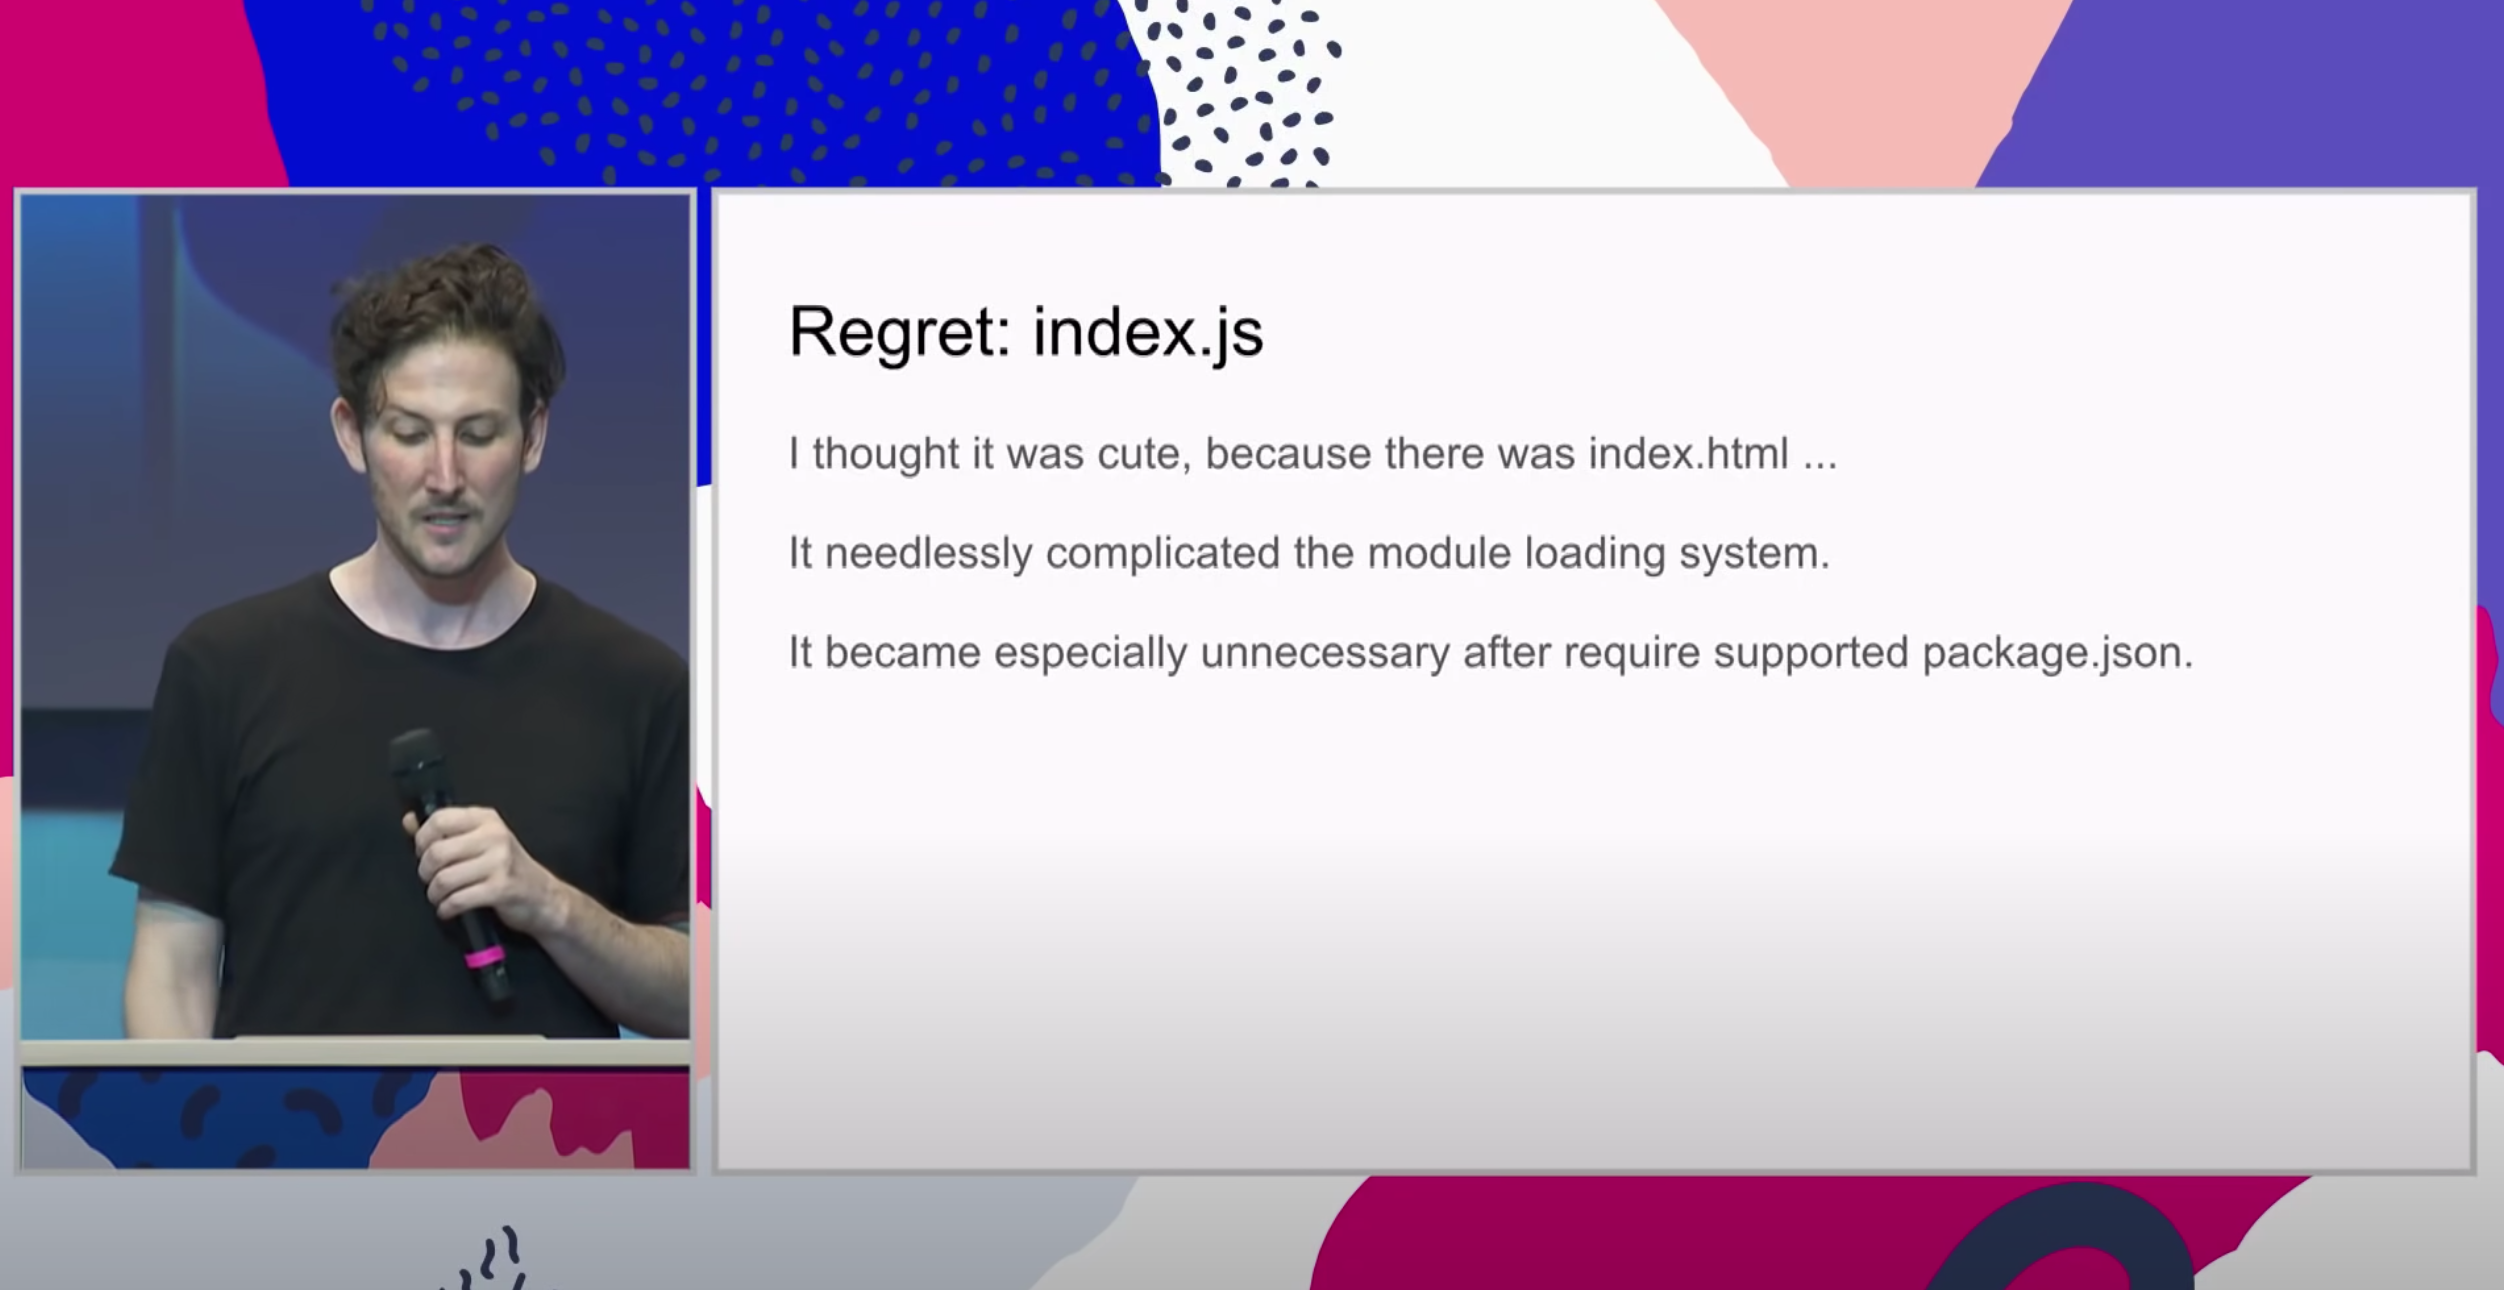 Regret: index.js
I thought it was cute, because there was index.html ...
It needlessly complicated the module loading system.
It became especially unnecessary after require supported package.json.